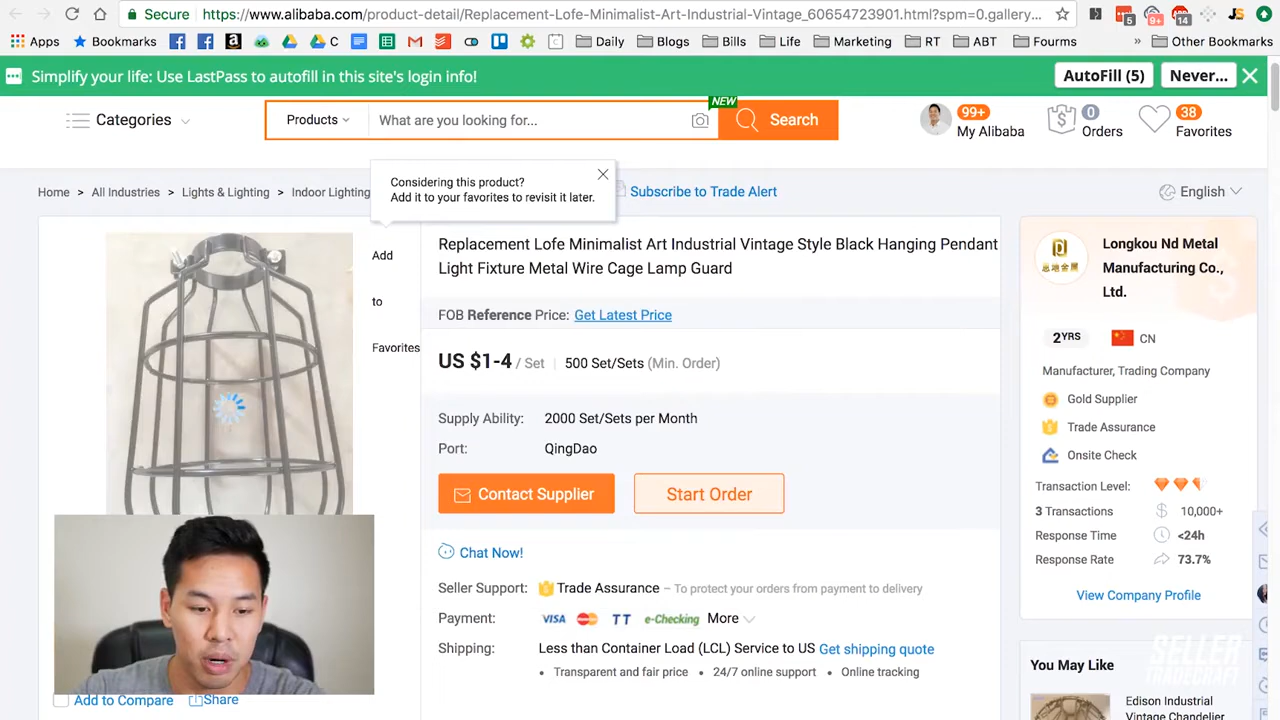 Secure
https://www.alibaba.com/product-detail/Replacement-Lofe-Minimalist-Art-Industrial-Vintage_60654723901.html?spm=0.gallery...
5
9+
14
JS
Apps
Bookmarks
C
Daily
Blogs
Bills
Life
Marketing
RT
ABT
Fourms
»
Other Bookmarks
Simplify your life: Use LastPass to autofill in this site's login info!
AutoFill (5)
Never...
Categories
Products
What are you looking for...
NEW
Search
99+
My Alibaba
0
Orders
38
Favorites
Home > All Industries > Lights & Lighting > Indoor Lighting
Considering this product?
Add it to your favorites to revisit it later.
Subscribe to Trade Alert
English
Add
to
Favorites
Replacement Lofe Minimalist Art Industrial Vintage Style Black Hanging Pendant
Light Fixture Metal Wire Cage Lamp Guard
FOB Reference Price: Get Latest Price
US $1-4 / Set | 500 Set/Sets (Min. Order)
Supply Ability: 2000 Set/Sets per Month
Port: QingDao
Contact Supplier
Start Order
Chat Now!
Seller Support: Trade Assurance – To protect your orders from payment to delivery
Payment: VISA TT e-Checking More
Shipping: Less than Container Load (LCL) Service to US Get shipping quote
• Transparent and fair price • 24/7 online support • Online tracking
Add to Compare
Share
Longkou Nd Metal
Manufacturing Co.,
Ltd.
2YRS
CN
Manufacturer, Trading Company
Gold Supplier
Trade Assurance
Onsite Check
Transaction Level:
3 Transactions $ 10,000+
Response Time <24h
Response Rate 73.7%
View Company Profile
You May Like
Edison Industrial
Vintage Chandelier
SELLER
TRADECRAFT